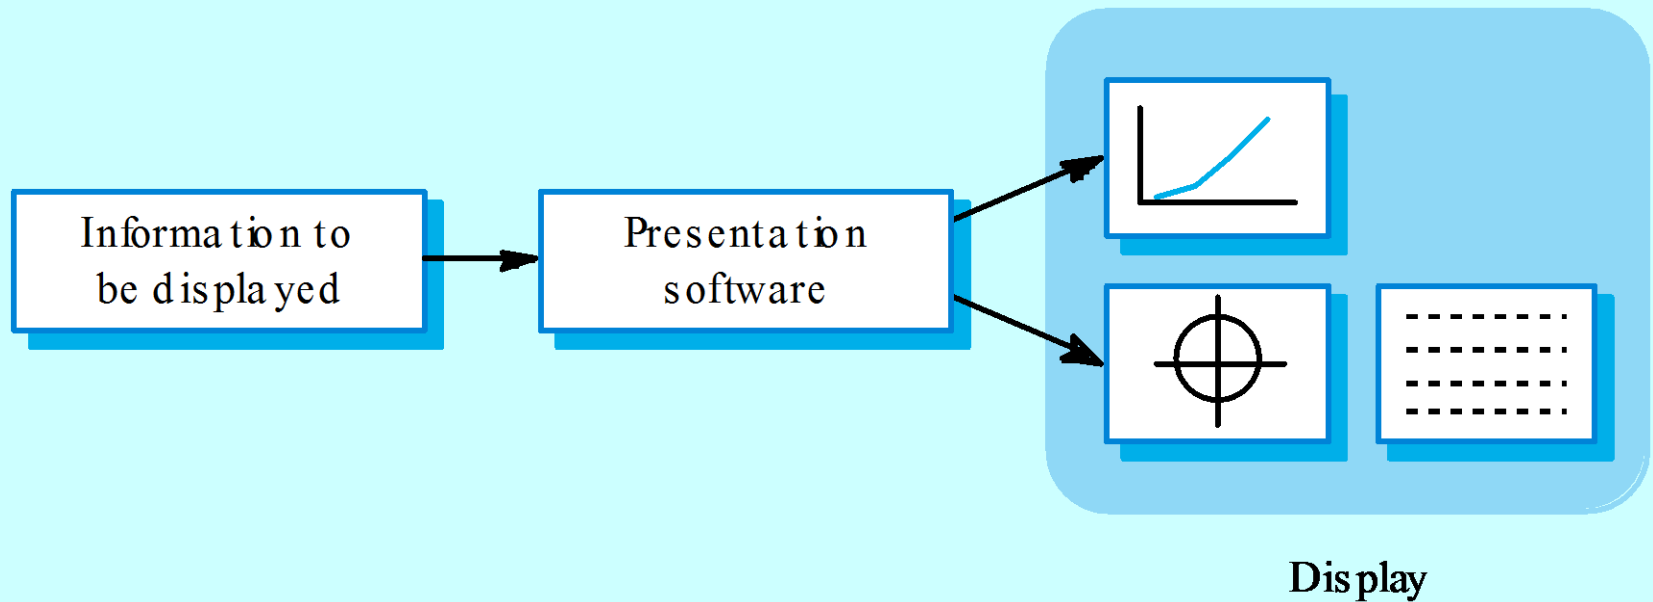 Information to
be displayed
Presentation
software
Display